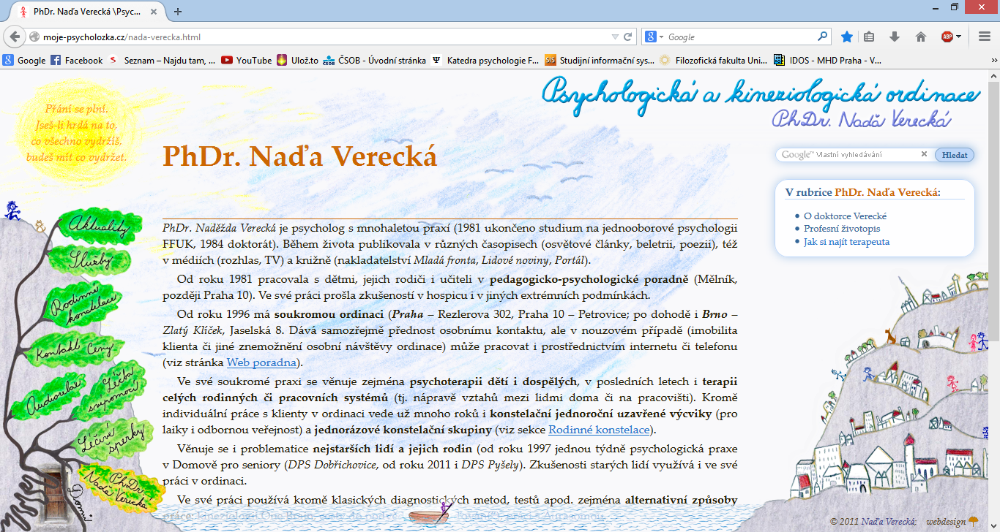 PhDr. Naďa Verecká \Psyc...
moje-psycholozka.cz/nada-verecka.html
Google
ABP
Google
Facebook
Seznam – Najdu tam, ...
YouTube
Ulož.to
ČSOB - Úvodní stránka
Katedra psychologie F...
SIS
Studijní informační sys...
Filozofická fakulta Uni...
IDOS - MHD Praha - V...
Psychologická a kineziologická ordinace
PhDr. Naďa Verecká
Přání se plní.
Jseš-li hrdá na to,
co všechno vydržíš,
budeš mít co vydržet.
PhDr. Naďa Verecká
Google™ Vlastní vyhledávání
Hledat
V rubrice PhDr. Naďa Verecká:
O doktorce Verecké
Profesní životopis
Jak si najít terapeuta
Aktuality
Služby
Rodinné
konstelace
Kontakt Ceny
Audiorelax
Léčba
svépomocí
Léčivé
šperky
PhDr.
Naďa Verecká
Domů
PhDr. Naděžda Verecká je psycholog s mnohaletou praxí (1981 ukončeno studium na jednooborové psychologii
FFUK, 1984 doktorát). Během života publikovala v různých časopisech (osvětové články, beletrii, poezii), též
v médiích (rozhlas, TV) a knižně (nakladatelství Mladá fronta, Lidové noviny, Portál).
Od roku 1981 pracovala s dětmi, jejich rodiči i učiteli v pedagogicko-psychologické poradně (Mělník,
později Praha 10). Ve své práci prošla zkušeností v hospicu i v jiných extrémních podmínkách.
Od roku 1996 má soukromou ordinaci (Praha – Rezlerova 302, Praha 10 – Petrovice; po dohodě i Brno –
Zlatý Klíček, Jaselská 8. Dává samozřejmě přednost osobnímu kontaktu, ale v nouzovém případě (imobilita
klienta či jiné znemožnění osobní návštěvy ordinace) může pracovat i prostřednictvím internetu či telefonu
(viz stránka Web poradna).
Ve své soukromé praxi se věnuje zejména psychoterapii dětí i dospělých, v posledních letech i terapii
celých rodinných či pracovních systémů (tj. nápravě vztahů mezi lidmi doma či na pracovišti). Kromě
individuální práce s klienty v ordinaci vede už mnoho roků i konstelační jednoroční uzavřené výcviky (pro
laiky i odbornou veřejnost) a jednorázové konstelační skupiny (viz sekce Rodinné konstelace).
Věnuje se i problematice nejstarších lidí a jejich rodin (od roku 1997 jednou týdně psychologická praxe
v Domově pro seniory (DPS Dobřichovice, od roku 2011 i DPS Pyšely). Zkušenosti starých lidí využívá i ve své
práci v ordinaci.
Ve své práci používá kromě klasických diagnostických metod, testů apod. zejména alternativní způsoby
práce: kineziologii One Brain, cesty do
© 2011 Naďa Verecká; webdesign